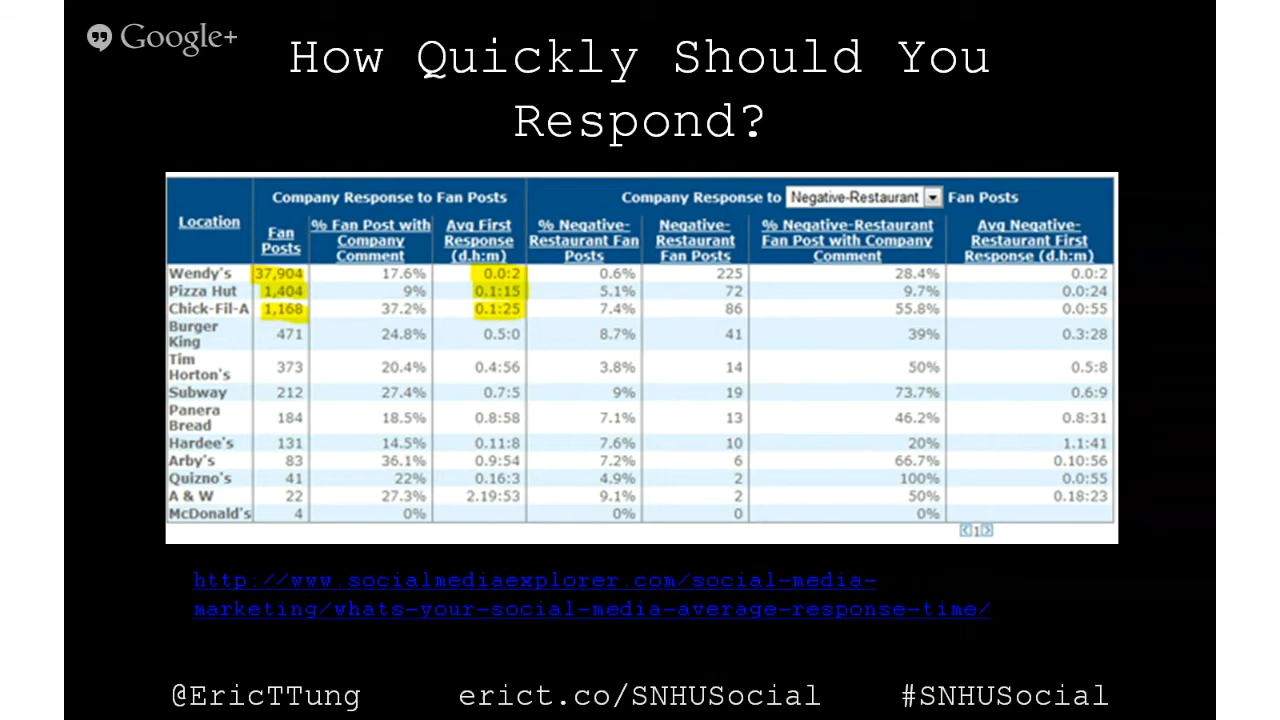 Google+
How Quickly Should You
Respond?
Company Response to Fan Posts Company Response to Negative-Restaurant Fan Posts
Location Fan Posts % Fan Post with Company Comment Avg First Response (d.h:m) % Negative-Restaurant Fan Posts Negative-Restaurant Fan Posts % Negative-Restaurant Fan Post with Company Comment Avg Negative-Restaurant First Response (d.h:m)
Wendy's 37,904 17.6% 0.0:2 0.6% 225 28.4% 0.0:2
Pizza Hut 1,404 9% 0.1:15 5.1% 72 9.7% 0.0:24
Chick-Fil-A 1,168 37.2% 0.1:25 7.4% 86 55.8% 0.0:55
Burger King 471 24.8% 0.5:0 8.7% 41 39% 0.3:28
Tim Horton's 373 20.4% 0.4:56 3.8% 14 50% 0.5:8
Subway 212 27.4% 0.7:5 9% 19 73.7% 0.6:9
Panera Bread 184 18.5% 0.8:58 7.1% 13 46.2% 0.8:31
Hardee's 131 14.5% 0.11:8 7.6% 10 20% 1.1:41
Arby's 83 36.1% 0.9:54 7.2% 6 66.7% 0.10:56
Quizno's 41 22% 0.16:3 4.9% 2 100% 0.0:55
A & W 22 27.3% 2.19:53 9.1% 2 50% 0.18:23
McDonald's 4 0% 0% 0 0%
1
http://www.socialmediaexplorer.com/social-media-
marketing/whats-your-social-media-average-response-time/
@EricTTung erict.co/SNHUSocial #SNHUSocial